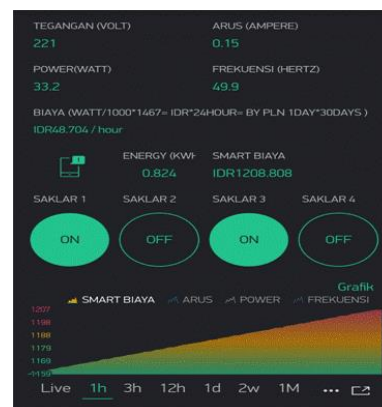 TEGANGAN (VOLT) ARUS (AMPERE)
221 0.15
POWER(WATT) FREKUENSI (HERTZ)
33.2 49.9
BIAYA (WATT/1000*1467= IDR*24HOUR= BY PLN 1DAY*30DAYS )
IDR48.704 / hour
ENERGY (KWH SMART BIAYA
0.824 IDR1208.808
SAKLAR 1 SAKLAR 2 SAKLAR 3 SAKLAR 4
ON OFF ON OFF
Grafik
SMART BIAYA ARUS POWER FREKUENSI
1207
1198
1188
1179
1169
1159
Live 1h 3h 12h 1d 2w 1M ...